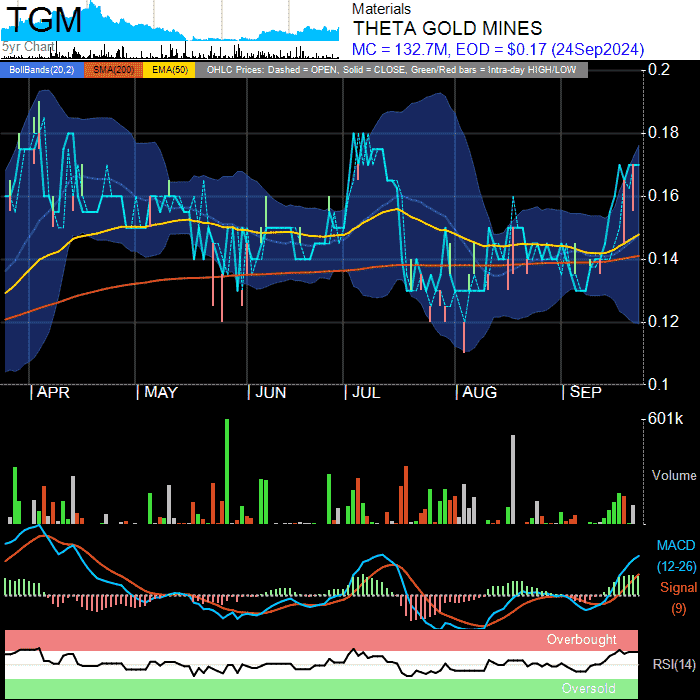 TGM
5yr Chart
Materials
THETA GOLD MINES
MC = 132.7M, EOD = $0.17 (24Sep2024)
BollBands(20,2) SMA(200) EMA(50) OHLC Prices: Dashed = OPEN, Solid = CLOSE, Green/Red bars = Intra-day HIGH/LOW
0.2
0.18
0.16
0.14
0.12
0.1
APR MAY JUN JUL AUG SEP
601k
Volume
MACD
(12-26)
Signal
(9)
Overbought
RSI(14)
Oversold